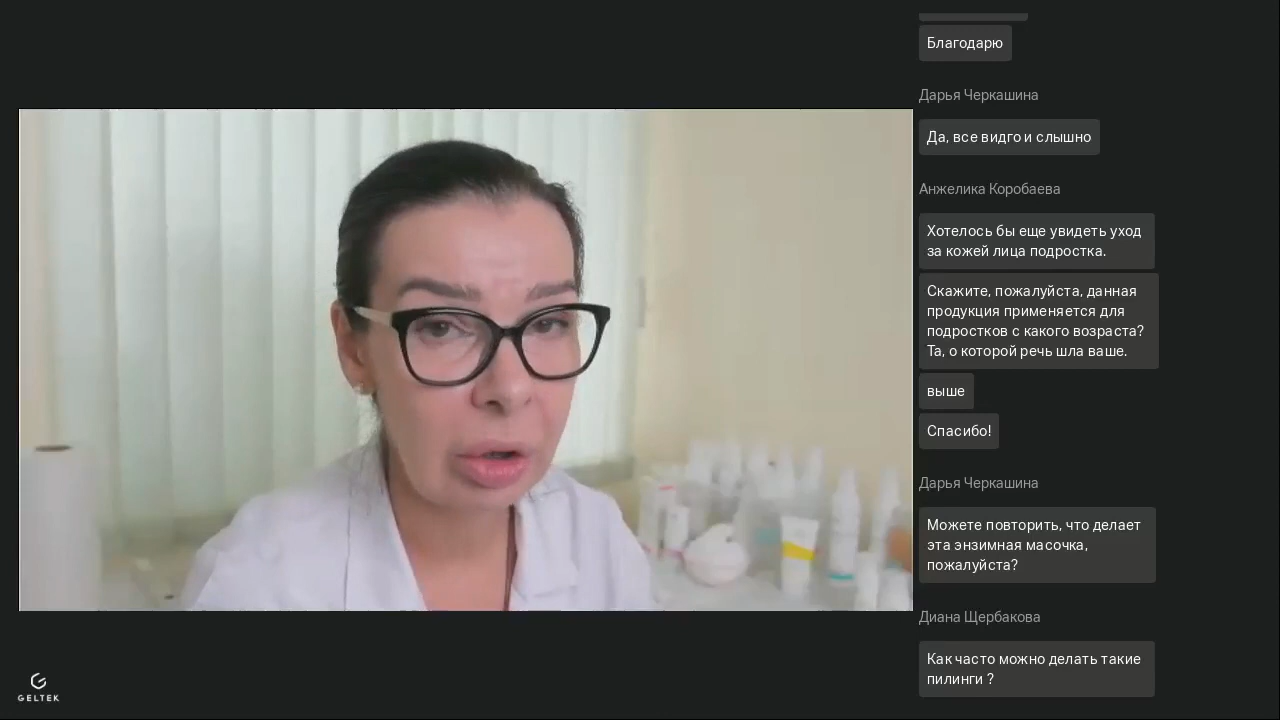 Благодарю
Дарья Черкашина
Да, все видго и слышно
Анжелика Коробаева
Хотелось бы еще увидеть уход
за кожей лица подростка.
Скажите, пожалуйста, данная
продукция применяется для
подростков с какого возраста?
Та, о которой речь шла ваше.
выше
Спасибо!
Дарья Черкашина
Можете повторить, что делает
эта энзимная масочка,
пожалуйста?
Диана Щербакова
Как часто можно делать такие
пилинги ?
GELTEK